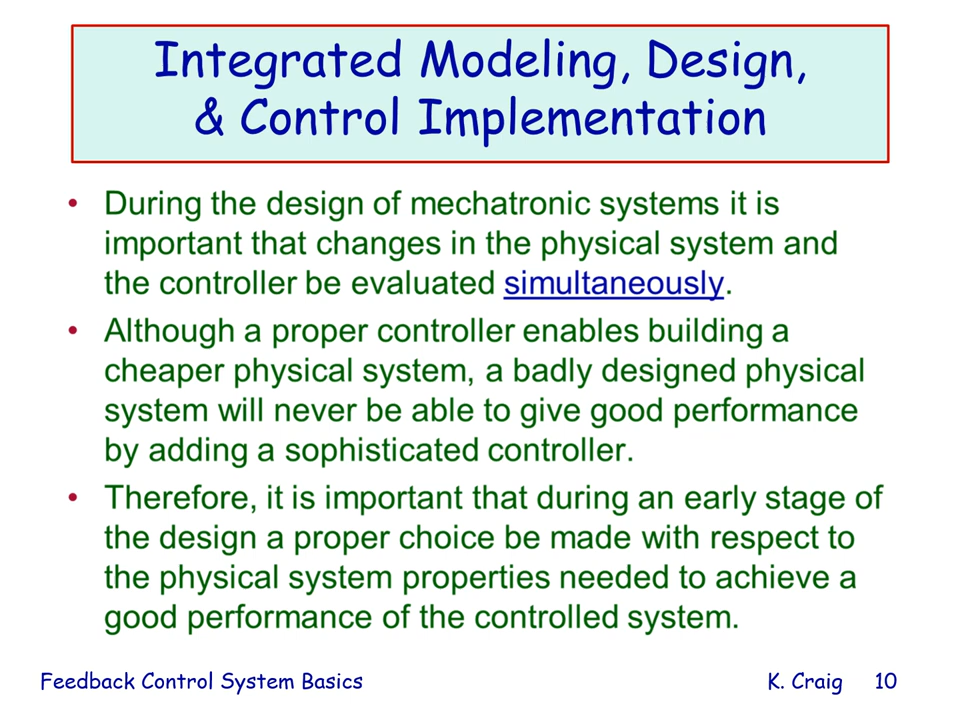 Integrated Modeling, Design,
& Control Implementation
• During the design of mechatronic systems it is
important that changes in the physical system and
the controller be evaluated simultaneously.
• Although a proper controller enables building a
cheaper physical system, a badly designed physical
system will never be able to give good performance
by adding a sophisticated controller.
• Therefore, it is important that during an early stage of
the design a proper choice be made with respect to
the physical system properties needed to achieve a
good performance of the controlled system.
Feedback Control System Basics K. Craig 10